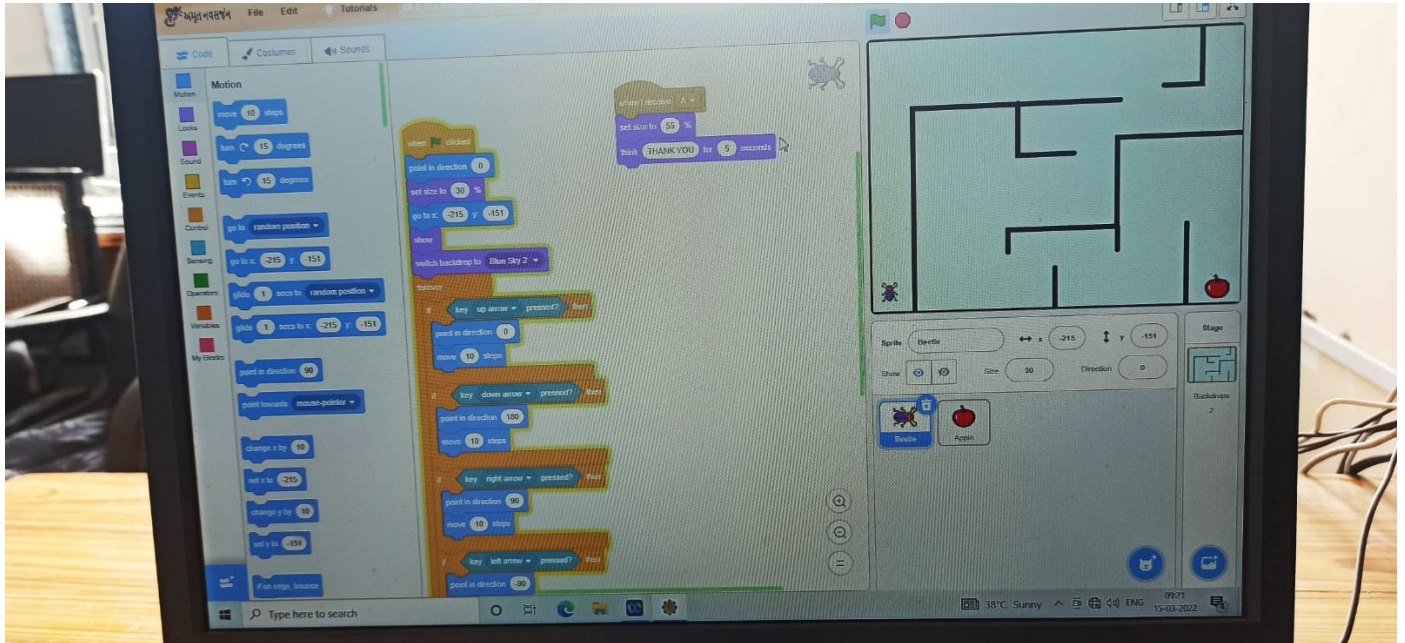 અમૃત નવસર્જન File Edit Tutorials
Code Costumes Sounds
Motion
Looks
Sound
Events
Control
Sensing
Operators
Variables
My Blocks
Motion
move 10 steps
turn 15 degrees
turn 15 degrees
go to random position
go to x: -215 y: -151
glide 1 secs to random position
glide 1 secs to x: -215 y: -151
point in direction 90
point towards mouse-pointer
change x by 10
set x to -215
change y by 10
set y to -151
if on edge, bounce
when clicked
point in direction 0
set size to 30 %
go to x: -215 y: -151
show
switch backdrop to Blue Sky 2
forever
if key up arrow pressed? then
point in direction 0
move 10 steps
if key down arrow pressed? then
point in direction 180
move 10 steps
if key right arrow pressed? then
point in direction 90
move 10 steps
if key left arrow pressed? then
point in direction -90
when I receive A
set size to 55 %
think THANK YOU for 5 seconds
Sprite Beetle x -215 y -151
Show Size 30 Direction 0
Beetle Apple
Stage
Backdrops
2
Type here to search
38°C Sunny ENG 09:21
15-03-2022